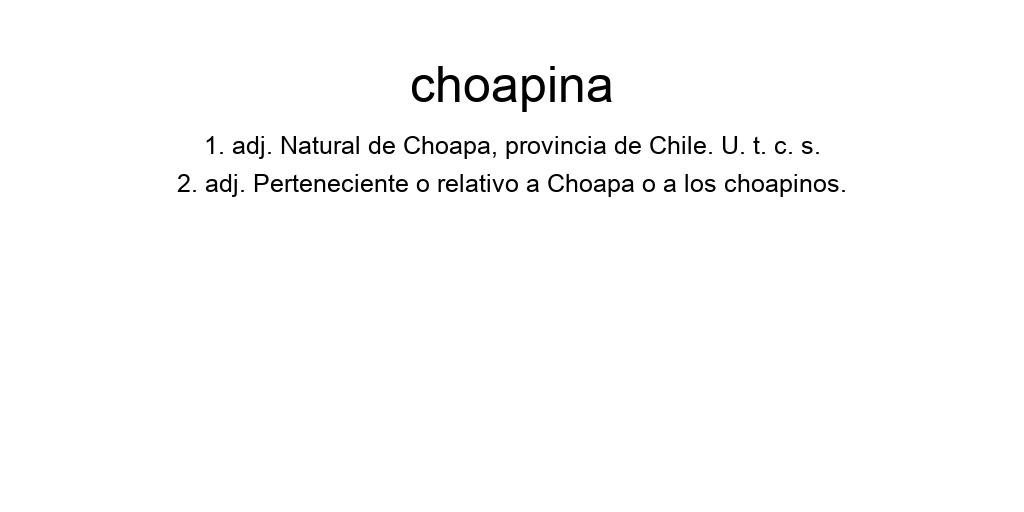 choapina
1. adj. Natural de Choapa, provincia de Chile. U. t. c. s.
2. adj. Perteneciente o relativo a Choapa o a los choapinos.